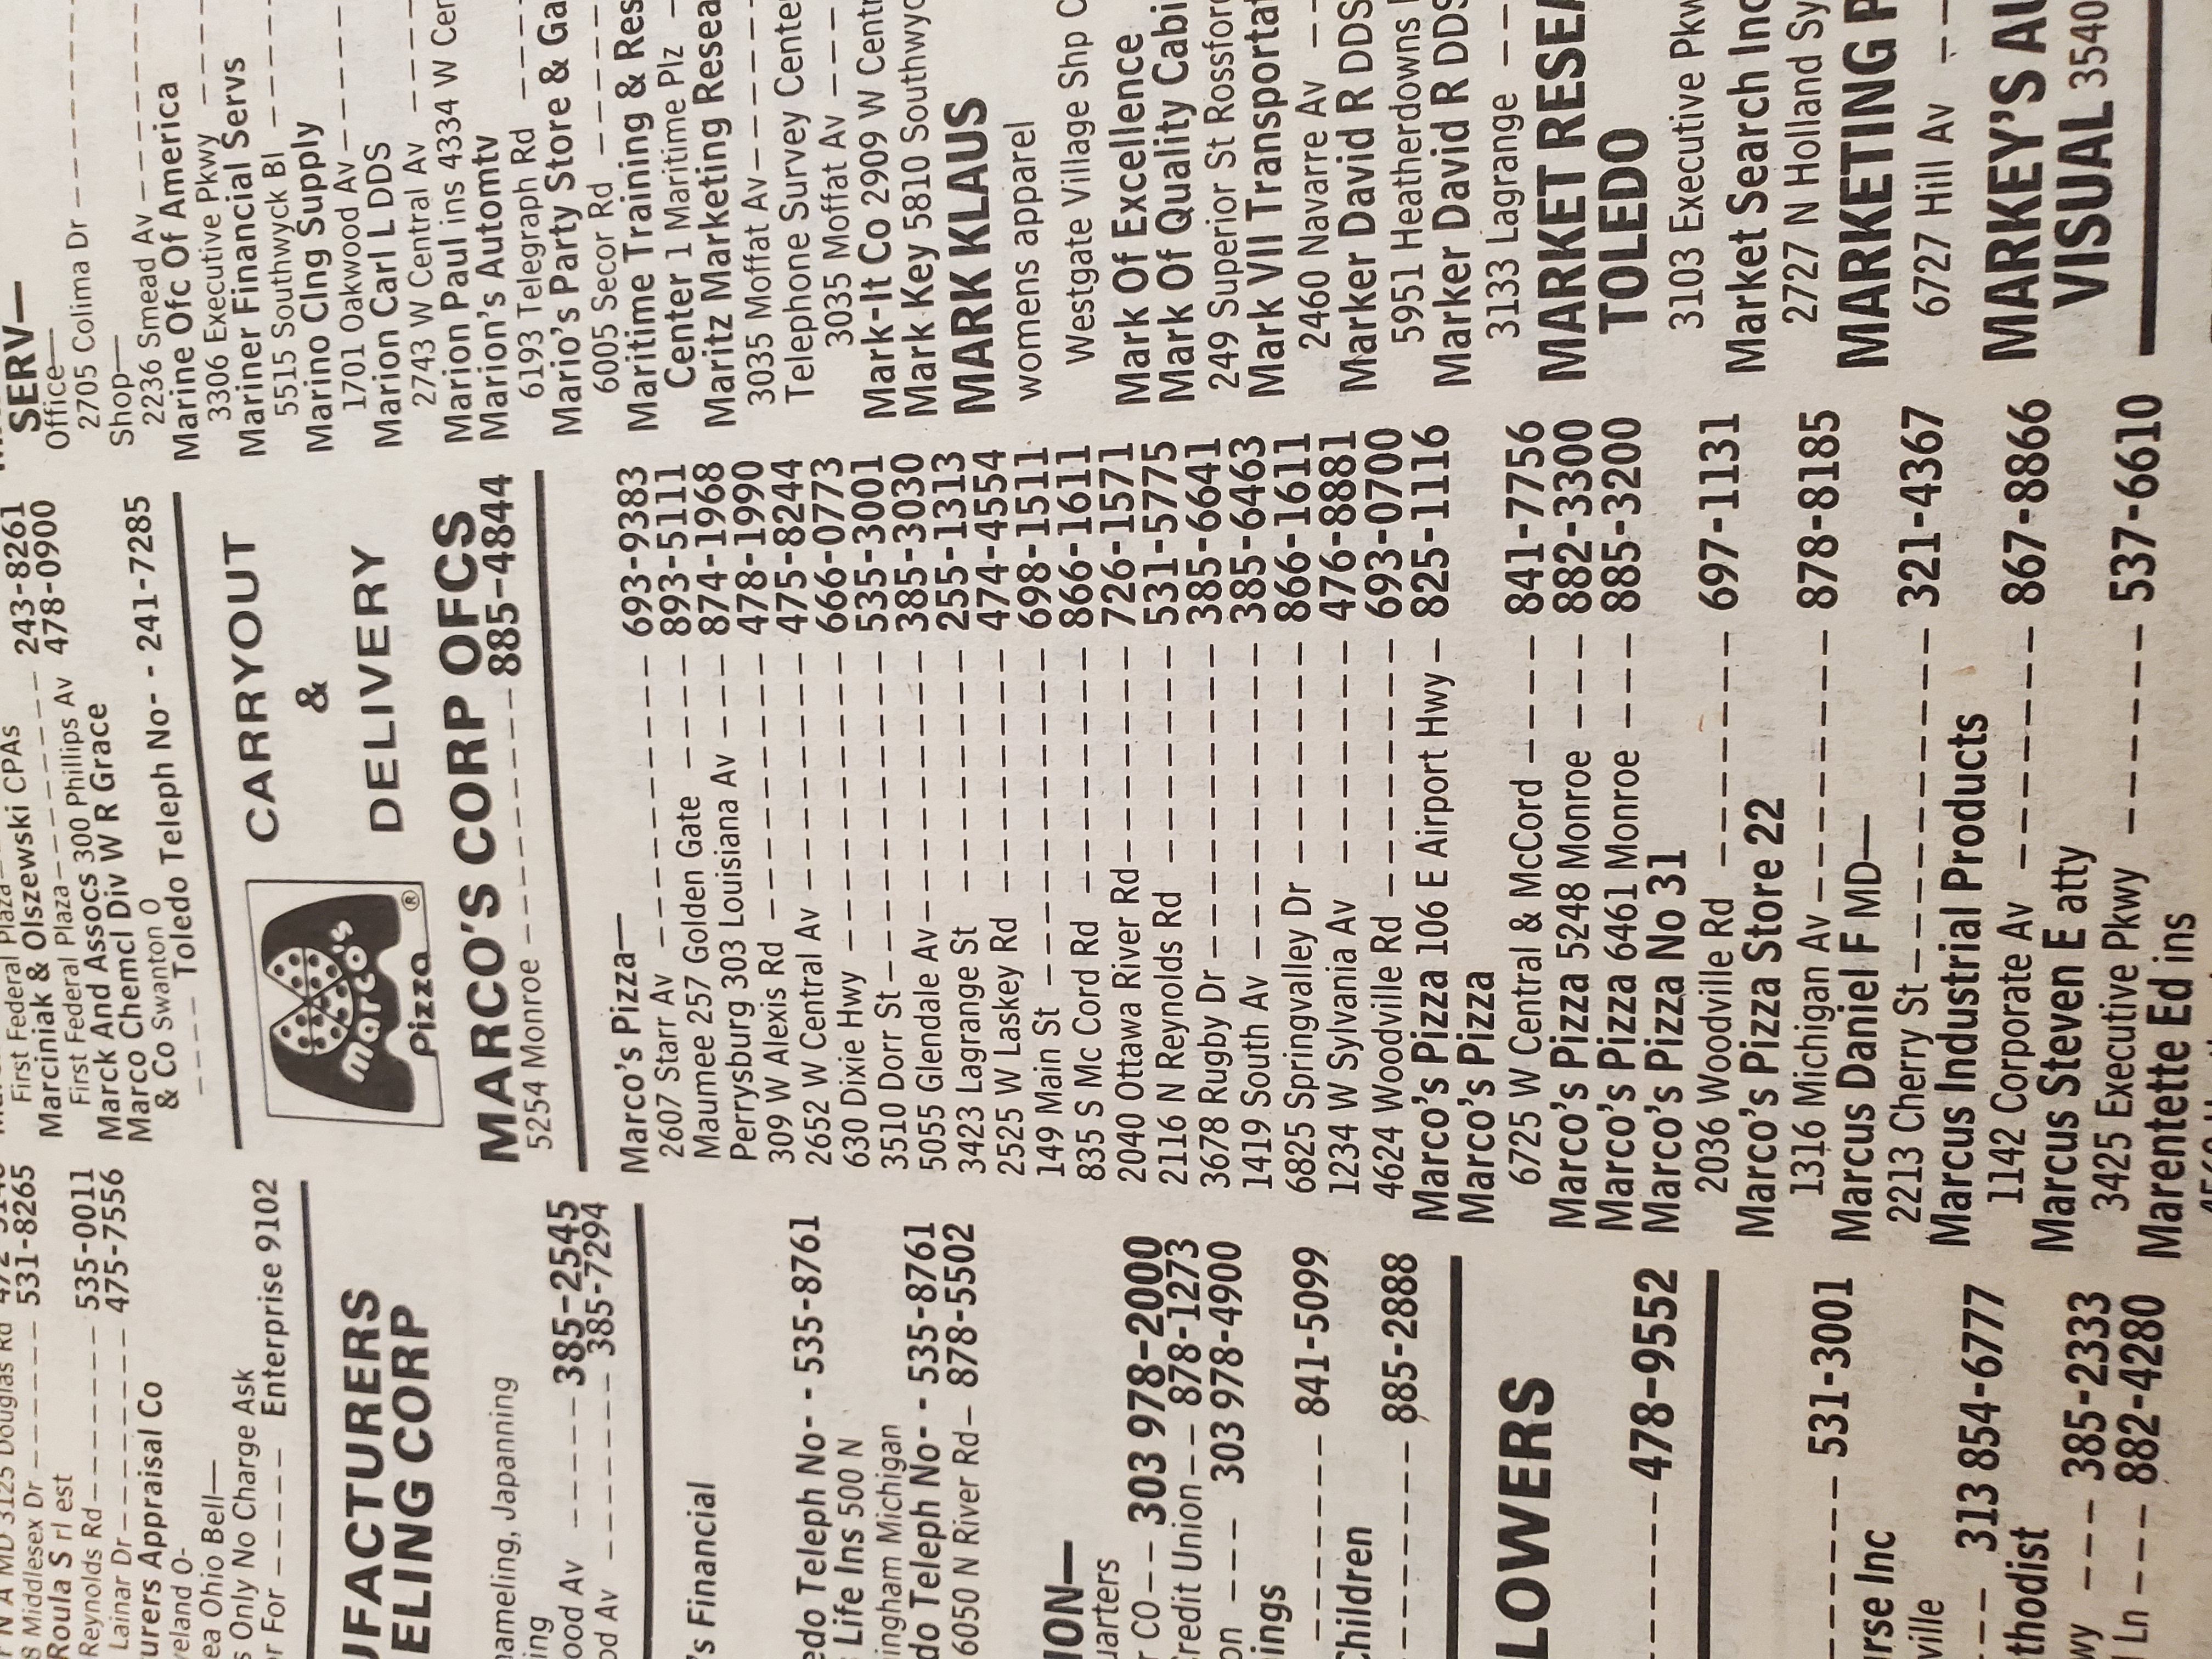 8 Middlesex Dr ------ 531-8265
Roula S rl est
Reynolds Rd ------ 535-0011
Lainar Dr ------ 475-7556
urers Appraisal Co
veland O-
ea Ohio Bell—
s Only No Charge Ask
r For ------ Enterprise 9102
UFACTURERS
ELING CORP
nameling, Japanning
ing
ood Av ------ 385-2545
od Av ------ 385-7294
's Financial
edo Teleph No- - 535-8761
Life Ins 500 N
ingham Michigan
do Teleph No- - 535-8761
6050 N River Rd- 878-5502
ION—
uarters
r CO-- 303 978-2000
redit Union-- 878-1273
on --- 303 978-4900
ings
------ 841-5099
Children
------ 885-2888
LOWERS
------ 478-9552
------ 531-3001
rse Inc
ville
--- 313 854-6777
thodist
wy --- 385-2333
Ln --- 882-4280
First Federal Plaza ------ 243-8261
Marciniak & Olszewski CPAs
First Federal Plaza ------ 478-0900
Marck And Assocs 300 Phillips Av
Marco Chemcl Div W R Grace
& Co Swanton O
---- Toledo Teleph No- - 241-7285
CARRYOUT
&
DELIVERY
Marco's
Pizza ®
MARCO'S CORP OFCS
5254 Monroe ------ 885-4844
Marco's Pizza—
2607 Starr Av ------ 693-9383
Maumee 257 Golden Gate ---- 893-5111
Perrysburg 303 Louisiana Av --- 874-1968
309 W Alexis Rd ------ 478-1990
2652 W Central Av ------ 475-8244
630 Dixie Hwy ------ 666-0773
3510 Dorr St ------ 535-3001
5055 Glendale Av ------ 385-3030
3423 Lagrange St ------ 255-1313
2525 W Laskey Rd ------ 474-4554
149 Main St ------ 698-1511
835 S Mc Cord Rd ------ 866-1611
2040 Ottawa River Rd ------ 726-1571
2116 N Reynolds Rd ------ 531-5775
3678 Rugby Dr ------ 385-6641
1419 South Av ------ 385-6463
6825 Springvalley Dr ------ 866-1611
1234 W Sylvania Av ------ 476-8881
4624 Woodville Rd ------ 693-0700
Marco's Pizza 106 E Airport Hwy - 825-1116
Marco's Pizza
6725 W Central & McCord ---- 841-7756
Marco's Pizza 5248 Monroe ---- 882-3300
Marco's Pizza 6461 Monroe --- 885-3200
Marco's Pizza No 31
2036 Woodville Rd ------ 697-1131
Marco's Pizza Store 22
1316 Michigan Av ------ 878-8185
Marcus Daniel F MD—
2213 Cherry St ------ 321-4367
Marcus Industrial Products
1142 Corporate Av ------ 867-8866
Marcus Steven E atty
3425 Executive Pkwy ------ 537-6610
Marentette Ed ins
SERV—
Office—
2705 Colima Dr ------
Shop—
2236 Smead Av ------
Marine Ofc Of America
3306 Executive Pkwy ----
Mariner Financial Servs
5515 Southwyck Bl ----
Marino Clng Supply
1701 Oakwood Av ------
Marion Carl L DDS
2743 W Central Av ----
Marion Paul ins 4334 W Cen
Marion's Automtv
6193 Telegraph Rd ----
Mario's Party Store & Ga
6005 Secor Rd ------
Maritime Training & Res
Center 1 Maritime Plz -
Maritz Marketing Resea
3035 Moffat Av ------
Telephone Survey Center
3035 Moffat Av ----
Mark-It Co 2909 W Centr
Mark Key 5810 Southwyc
MARK KLAUS
womens apparel
Westgate Village Shp C
Mark Of Excellence
Mark Of Quality Cabi
249 Superior St Rossford
Mark VII Transportat
2460 Navarre Av --
Marker David R DDS
5951 Heatherdowns
Marker David R DDS
3133 Lagrange ---
MARKET RESEA
TOLEDO
3103 Executive Pkw
Market Search Inc
2727 N Holland Sy
MARKETING P
6727 Hill Av --
MARKEY'S AU
VISUAL 3540